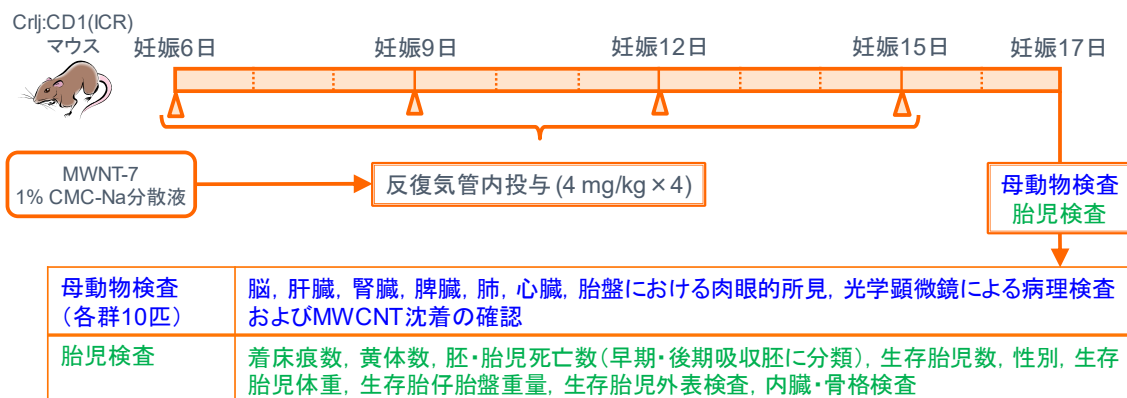 Crlj:CD1(ICR)
マウス
妊娠6日
妊娠9日
妊娠12日
妊娠15日
妊娠17日
MWNT-7
1% CMC-Na分散液
反復気管内投与 (4 mg/kg×4)
母動物検査
胎児検査
母動物検査
（各群10匹）
脳, 肝臓, 腎臓, 脾臓, 肺, 心臓, 胎盤における肉眼的所見, 光学顕微鏡による病理検査
およびMWCNT沈着の確認
胎児検査
着床痕数, 黄体数, 胚・胎児死亡数（早期・後期吸収胚に分類）, 生存胎児数, 性別, 生存
胎児体重, 生存胎仔胎盤重量, 生存胎児外表検査, 内臓・骨格検査